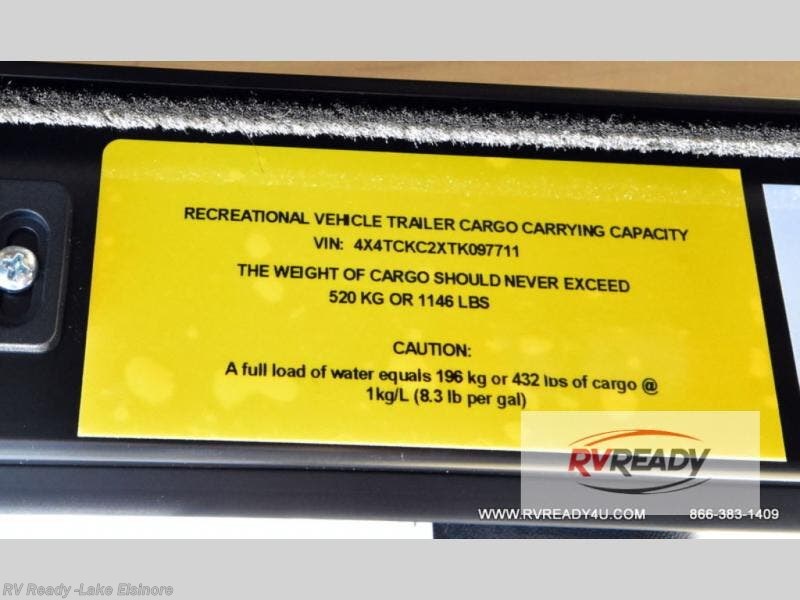 RECREATIONAL VEHICLE TRAILER CARGO CARRYING CAPACITY
VIN: 4X4TCKC2XTK097711
THE WEIGHT OF CARGO SHOULD NEVER EXCEED
520 KG OR 1146 LBS
CAUTION:
A full load of water equals 196 kg or 432 lbs of cargo @
1kg/L (8.3 lb per gal)
RVREADY
WWW.RVREADY4U.COM 866-383-1409
RV Ready -Lake Elsinore